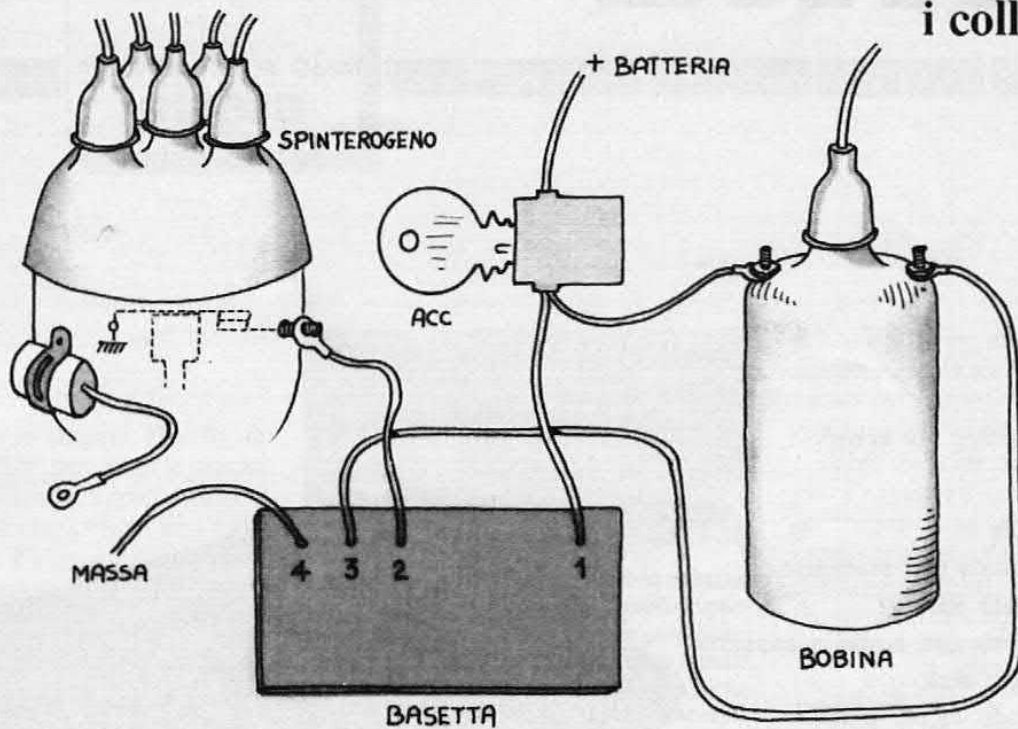 i coll
+ BATTERIA
SPINTEROGENO
ACC
MASSA
4 3 2 1
BOBINA
BASETTA